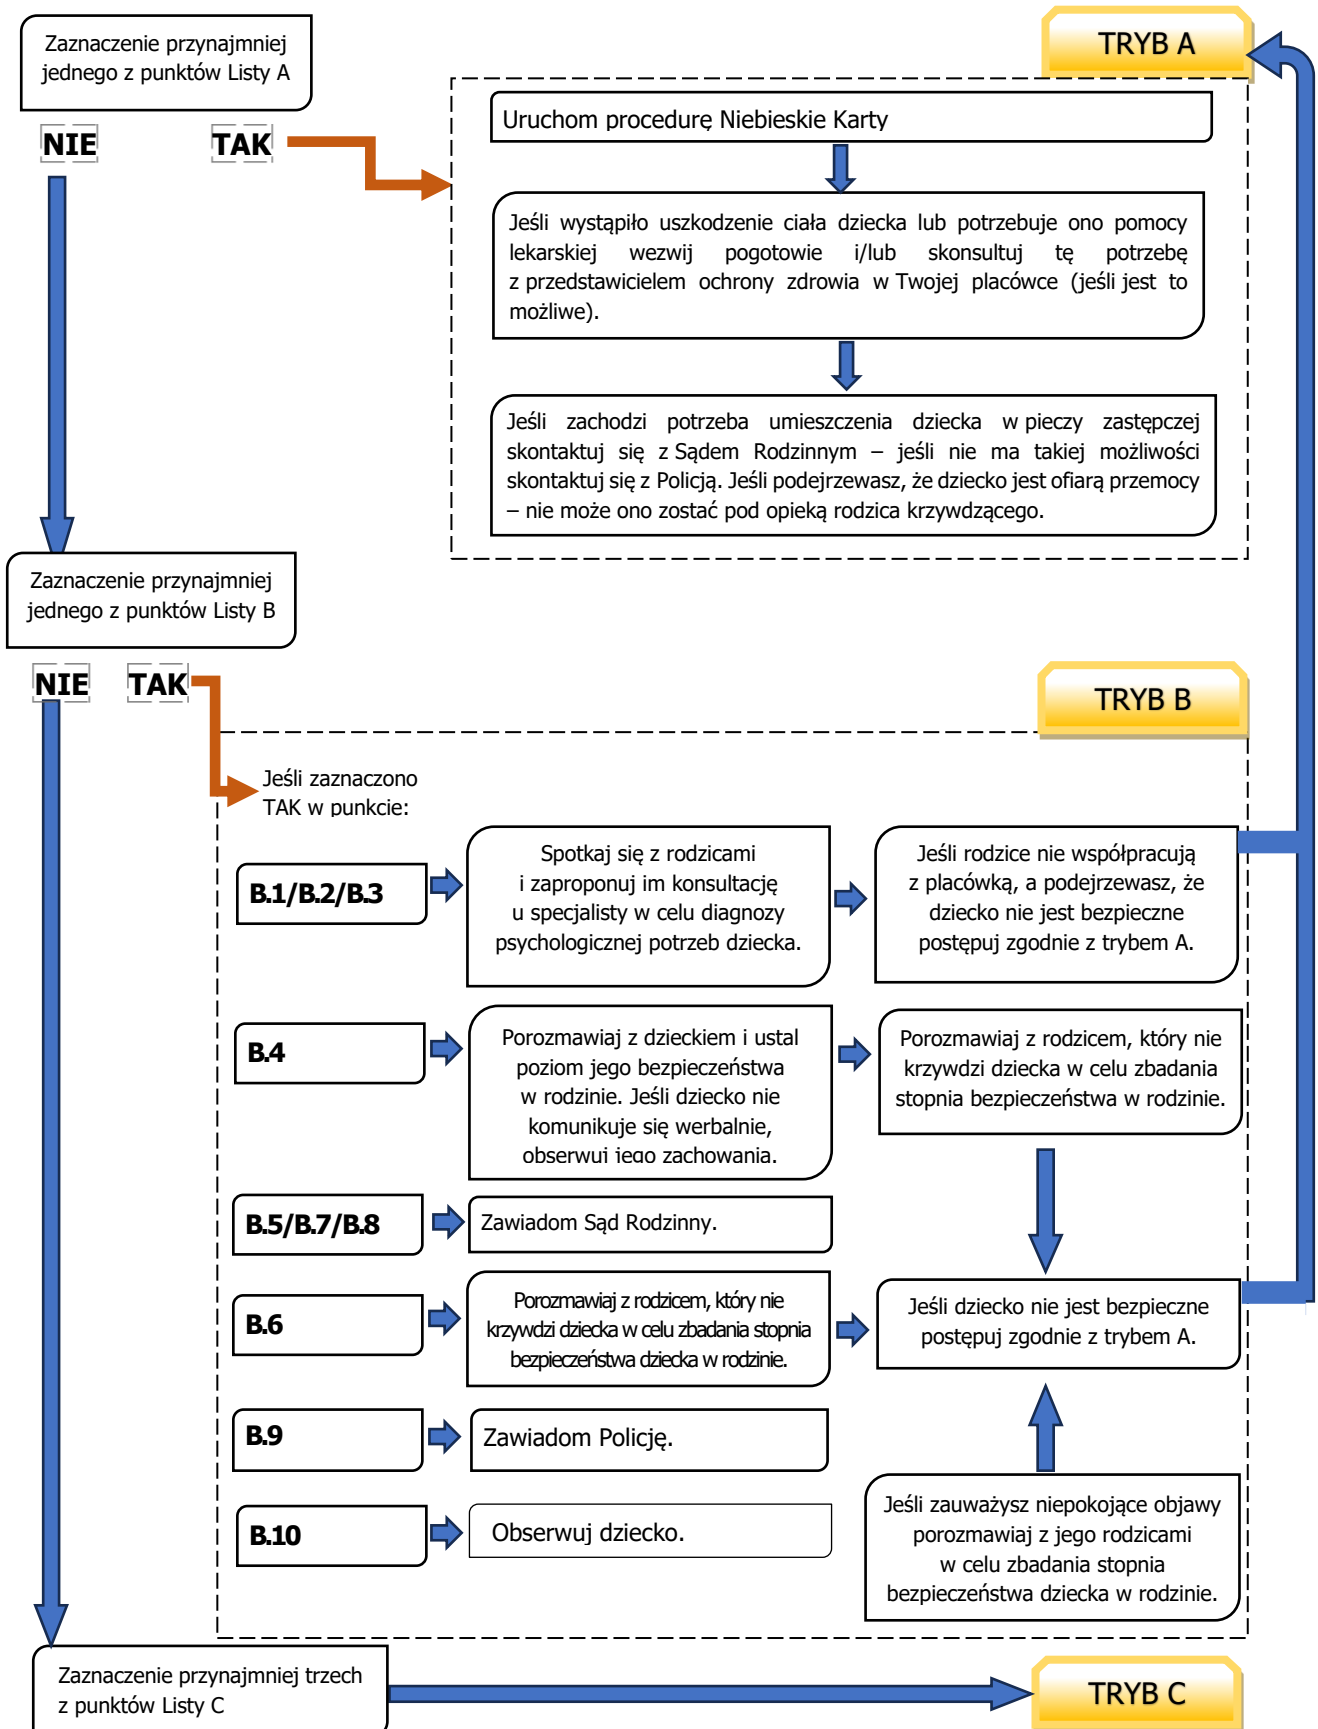 Zaznaczenie przynajmniej
jednego z punktów Listy A
NIE
TAK
TRYB A
Uruchom procedurę Niebieskie Karty
Jeśli wystąpiło uszkodzenie ciała dziecka lub potrzebuje ono pomocy
lekarskiej wezwij pogotowie i/lub skonsultuj tę potrzebę
z przedstawicielem ochrony zdrowia w Twojej placówce (jeśli jest to
możliwe).
Jeśli zachodzi potrzeba umieszczenia dziecka w pieczy zastępczej
skontaktuj się z Sądem Rodzinnym – jeśli nie ma takiej możliwości
skontaktuj się z Policją. Jeśli podejrzewasz, że dziecko jest ofiarą przemocy
– nie może ono zostać pod opieką rodzica krzywdzącego.
Zaznaczenie przynajmniej
jednego z punktów Listy B
NIE
TAK
TRYB B
Jeśli zaznaczono
TAK w punkcie:
B.1/B.2/B.3
Spotkaj się z rodzicami
i zaproponuj im konsultację
u specjalisty w celu diagnozy
psychologicznej potrzeb dziecka.
Jeśli rodzice nie współpracują
z placówką, a podejrzewasz, że
dziecko nie jest bezpieczne
postępuj zgodnie z trybem A.
B.4
Porozmawiaj z dzieckiem i ustal
poziom jego bezpieczeństwa
w rodzinie. Jeśli dziecko nie
komunikuje się werbalnie,
obserwuj jego zachowania.
Porozmawiaj z rodzicem, który nie
krzywdzi dziecka w celu zbadania
stopnia bezpieczeństwa w rodzinie.
B.5/B.7/B.8
Zawiadom Sąd Rodzinny.
B.6
Porozmawiaj z rodzicem, który nie
krzywdzi dziecka w celu zbadania stopnia
bezpieczeństwa dziecka w rodzinie.
Jeśli dziecko nie jest bezpieczne
postępuj zgodnie z trybem A.
B.9
Zawiadom Policję.
B.10
Obserwuj dziecko.
Jeśli zauważysz niepokojące objawy
porozmawiaj z jego rodzicami
w celu zbadania stopnia
bezpieczeństwa dziecka w rodzinie.
Zaznaczenie przynajmniej trzech
z punktów Listy C
TRYB C